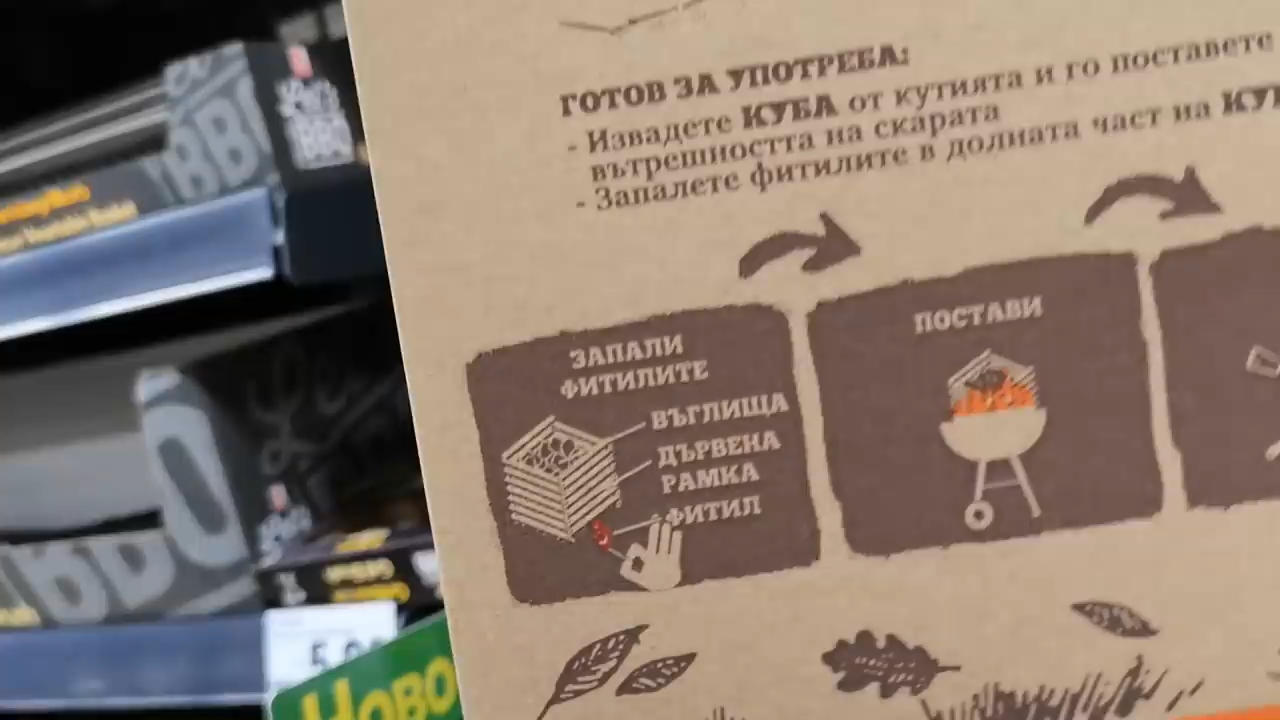 ГОТОВ ЗА УПОТРЕБА:
- Извадете КУБА от кутията и го поставете
вътрешността на скарата
- Запалете фитилите в долната част на
ЗАПАЛИ
ФИТИЛИТЕ
ВЪГЛИЩА
ДЪРВЕНА
РАМКА
ФИТИЛ
ПОСТАВИ
BBQ
НОВО